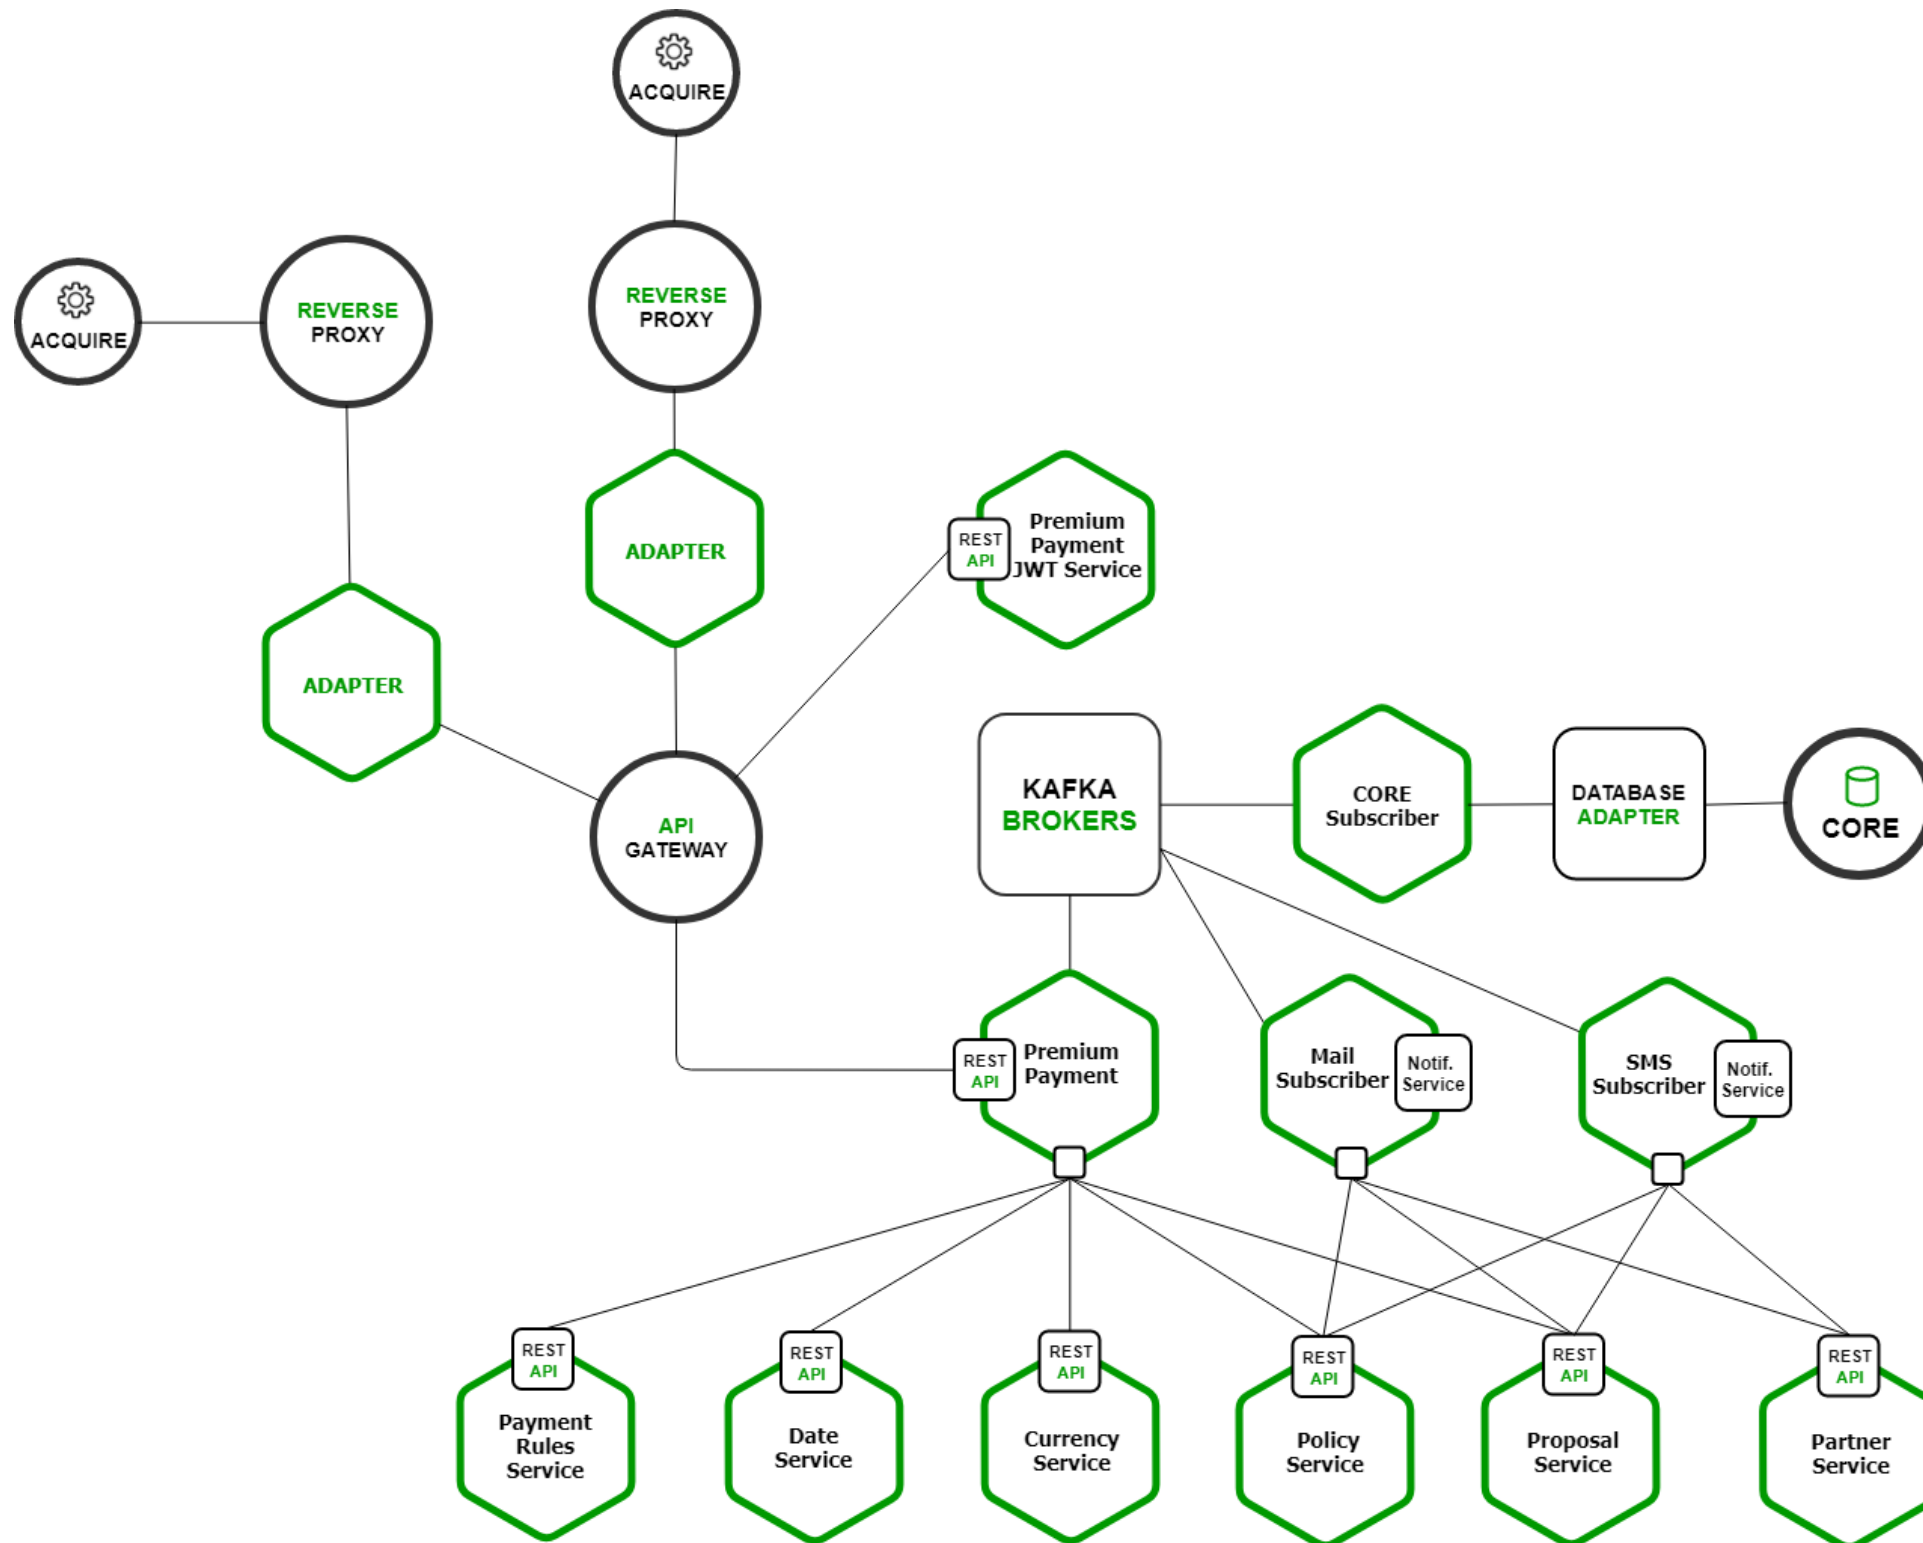 ACQUIRE
ACQUIRE
REVERSE
PROXY
REVERSE
PROXY
ADAPTER
ADAPTER
REST
API
Premium
Payment
JWT Service
API
GATEWAY
KAFKA
BROKERS
CORE
Subscriber
DATABASE
ADAPTER
CORE
REST
API
Premium
Payment
Mail
Subscriber
Notif.
Service
SMS
Subscriber
Notif.
Service
REST
API
Payment
Rules
Service
REST
API
Date
Service
REST
API
Currency
Service
REST
API
Policy
Service
REST
API
Proposal
Service
REST
API
Partner
Service